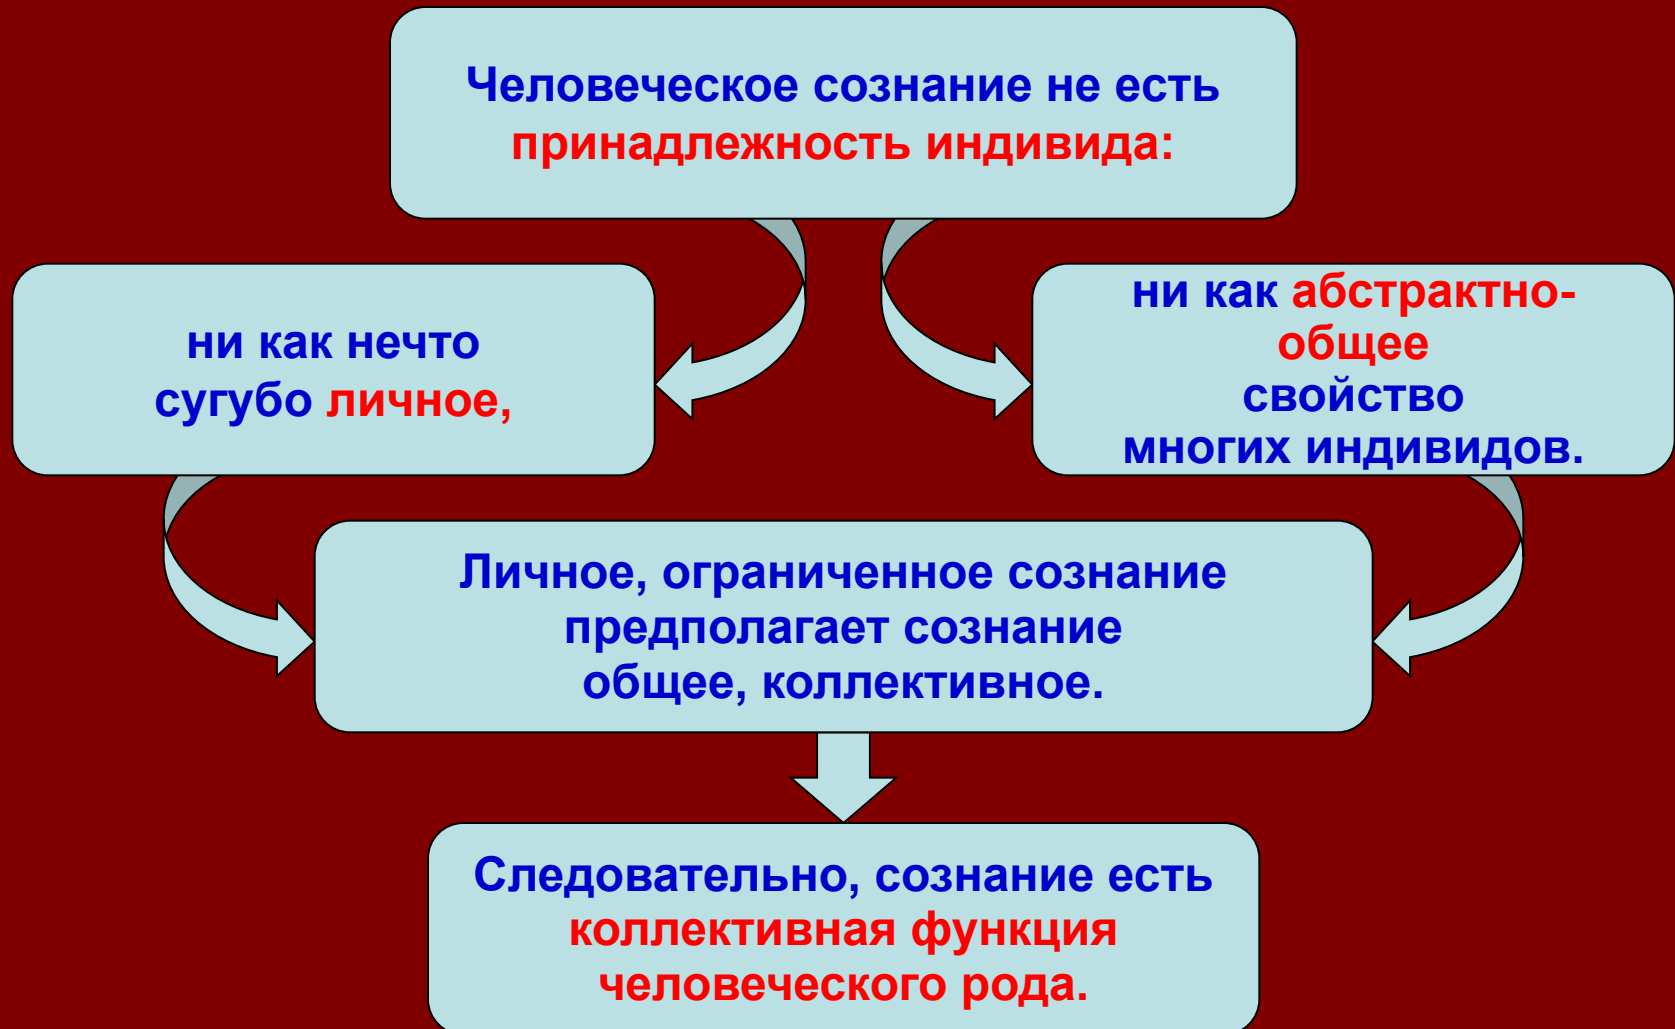 Человеческое сознание не есть
принадлежность индивида:
ни как нечто
сугубо личное,
ни как абстрактно-
общее
свойство
многих индивидов.
Личное, ограниченное сознание
предполагает сознание
общее, коллективное.
Следовательно, сознание есть
коллективная функция
человеческого рода.